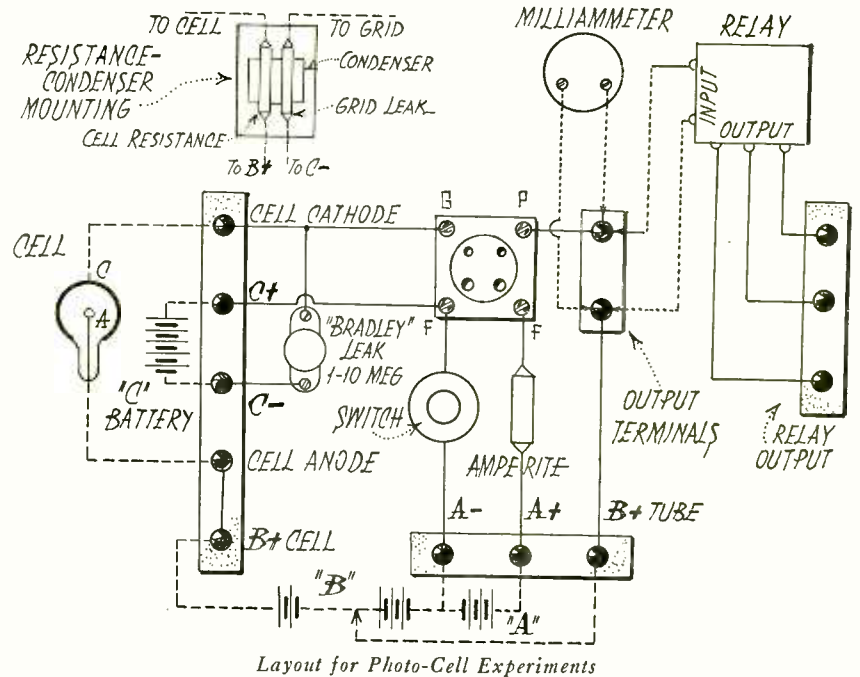 TO CELL
TO GRID
RESISTANCE-
CONDENSER
MOUNTING
CONDENSER
GRID LEAK
CELL RESISTANCE
TO B+
TO C-
MILLIAMMETER
RELAY
INPUT
OUTPUT
CELL
C
A
CELL CATHODE
G
P
C+
"BRADLEY"
LEAK
1-10 MEG
F
F
"C"
BATTERY
C-
SWITCH
OUTPUT
TERMINALS
RELAY
OUTPUT
CELL ANODE
AMPERITE
A-
A+
B+ TUBE
B+ CELL
"B"
"A"
Layout for Photo-Cell Experiments